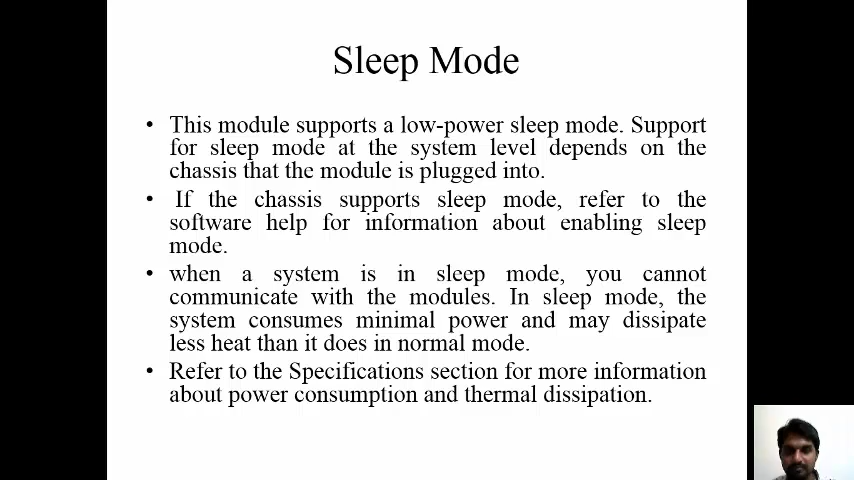 Sleep Mode
• This module supports a low-power sleep mode. Support
for sleep mode at the system level depends on the
chassis that the module is plugged into.
• If the chassis supports sleep mode, refer to the
software help for information about enabling sleep
mode.
• when a system is in sleep mode, you cannot
communicate with the modules. In sleep mode, the
system consumes minimal power and may dissipate
less heat than it does in normal mode.
• Refer to the Specifications section for more information
about power consumption and thermal dissipation.